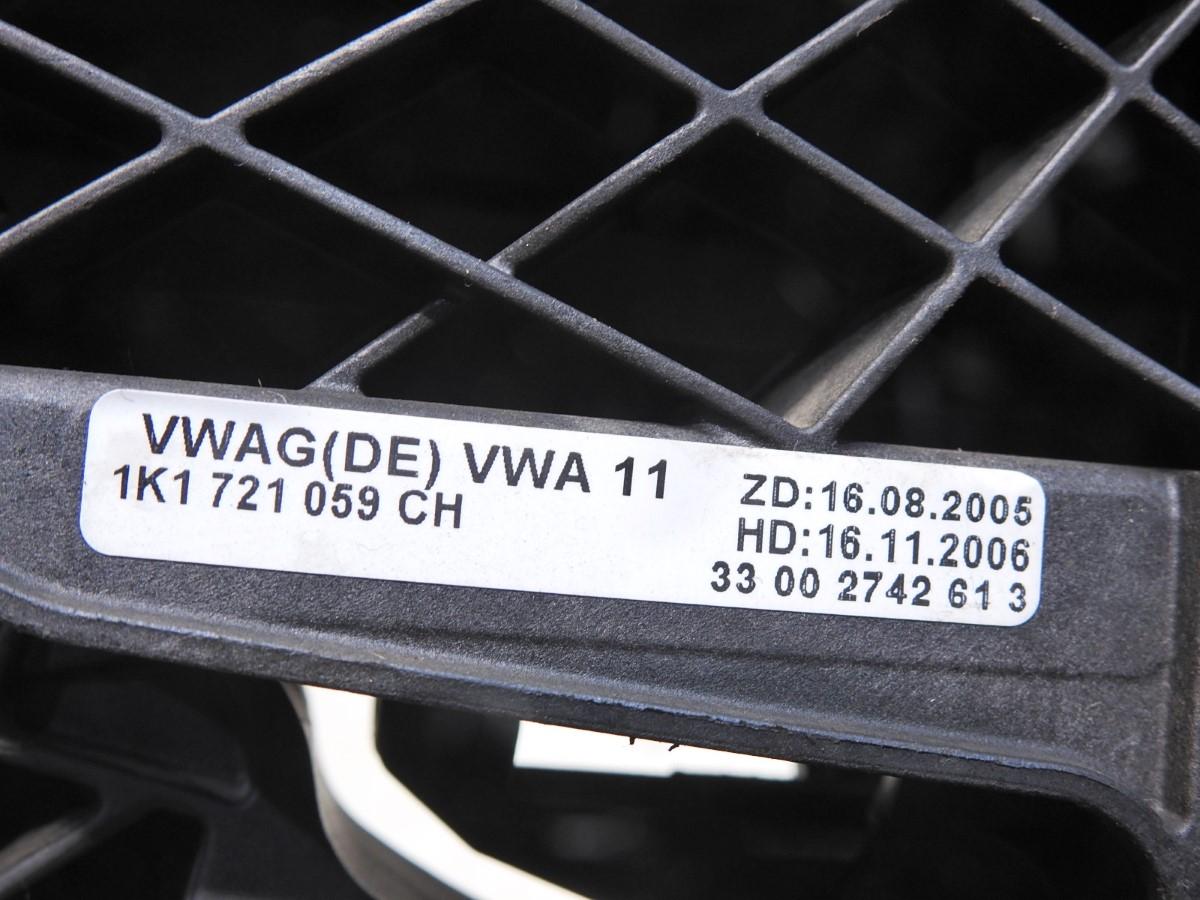 VWAG(DE) VWA 11
1K1 721 059 CH
ZD:16.08.2005
HD:16.11.2006
33 00 2742 61 3